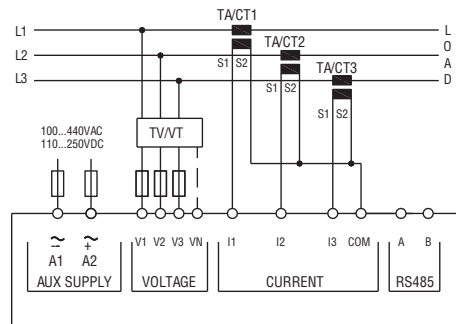 TA/CT1
L1 L
TA/CT2
L2 O
S1 S2
TA/CT3
A
L3 S1 S2 D
S1 S2
100...440VAC
110...250VDC
TV/VT
V1 V2 V3 VN I1 I2 I3 COM A B
~ ~
-- +
A1 A2
AUX SUPPLY VOLTAGE CURRENT RS485